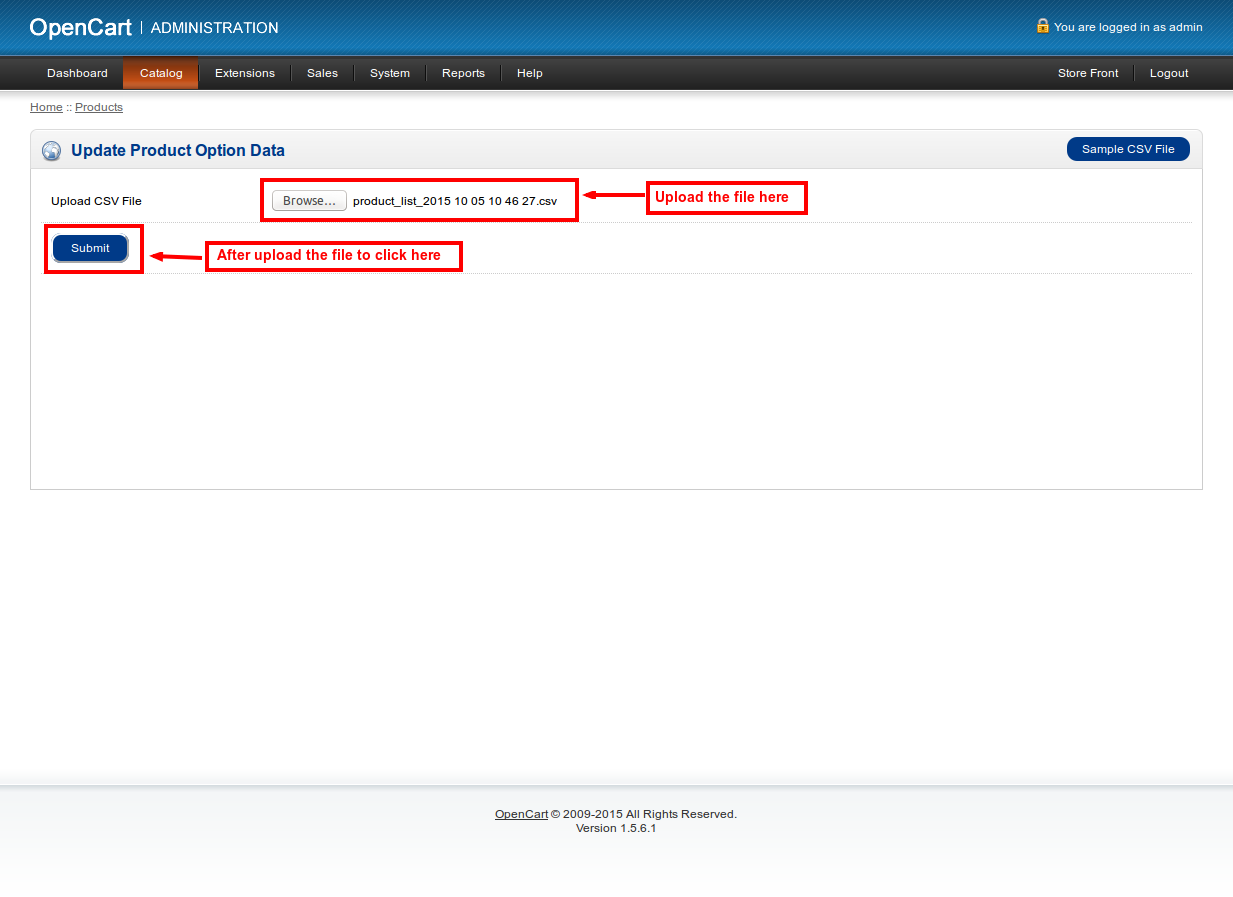 OpenCart | ADMINISTRATION
You are logged in as admin
Dashboard Catalog Extensions Sales System Reports Help Store Front Logout
Home :: Products
Update Product Option Data
Sample CSV File
Upload CSV File Browse... product_list_2015 10 05 10 46 27.csv
Upload the file here
Submit
After upload the file to click here
OpenCart © 2009-2015 All Rights Reserved.
Version 1.5.6.1